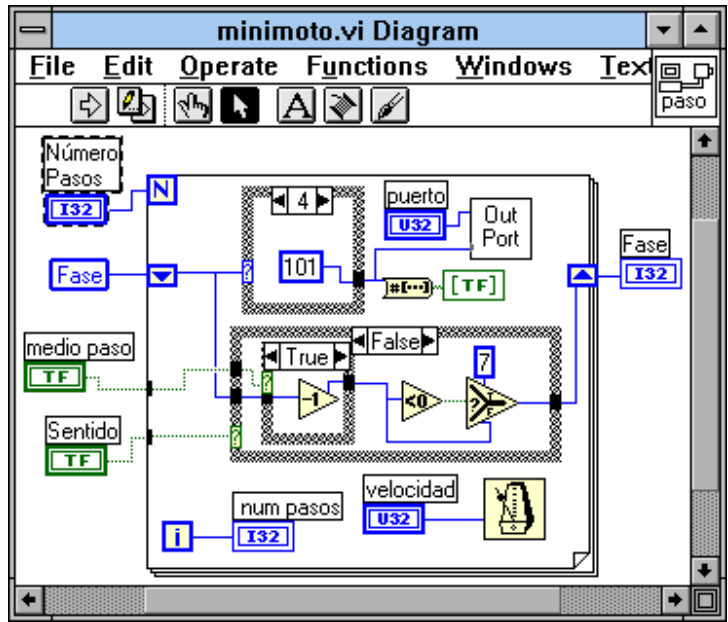 minimoto.vi Diagram
File Edit Operate Functions Windows Text
paso
A
Número
Pasos
I32
N
4
puerto
U32
Out
Port
Fase
I32
Fase
101
#[...]
[TF]
medio paso
TF
False
True
7
-1
<0
?
Sentido
TF
?
num pasos
I32
i
velocidad
U32